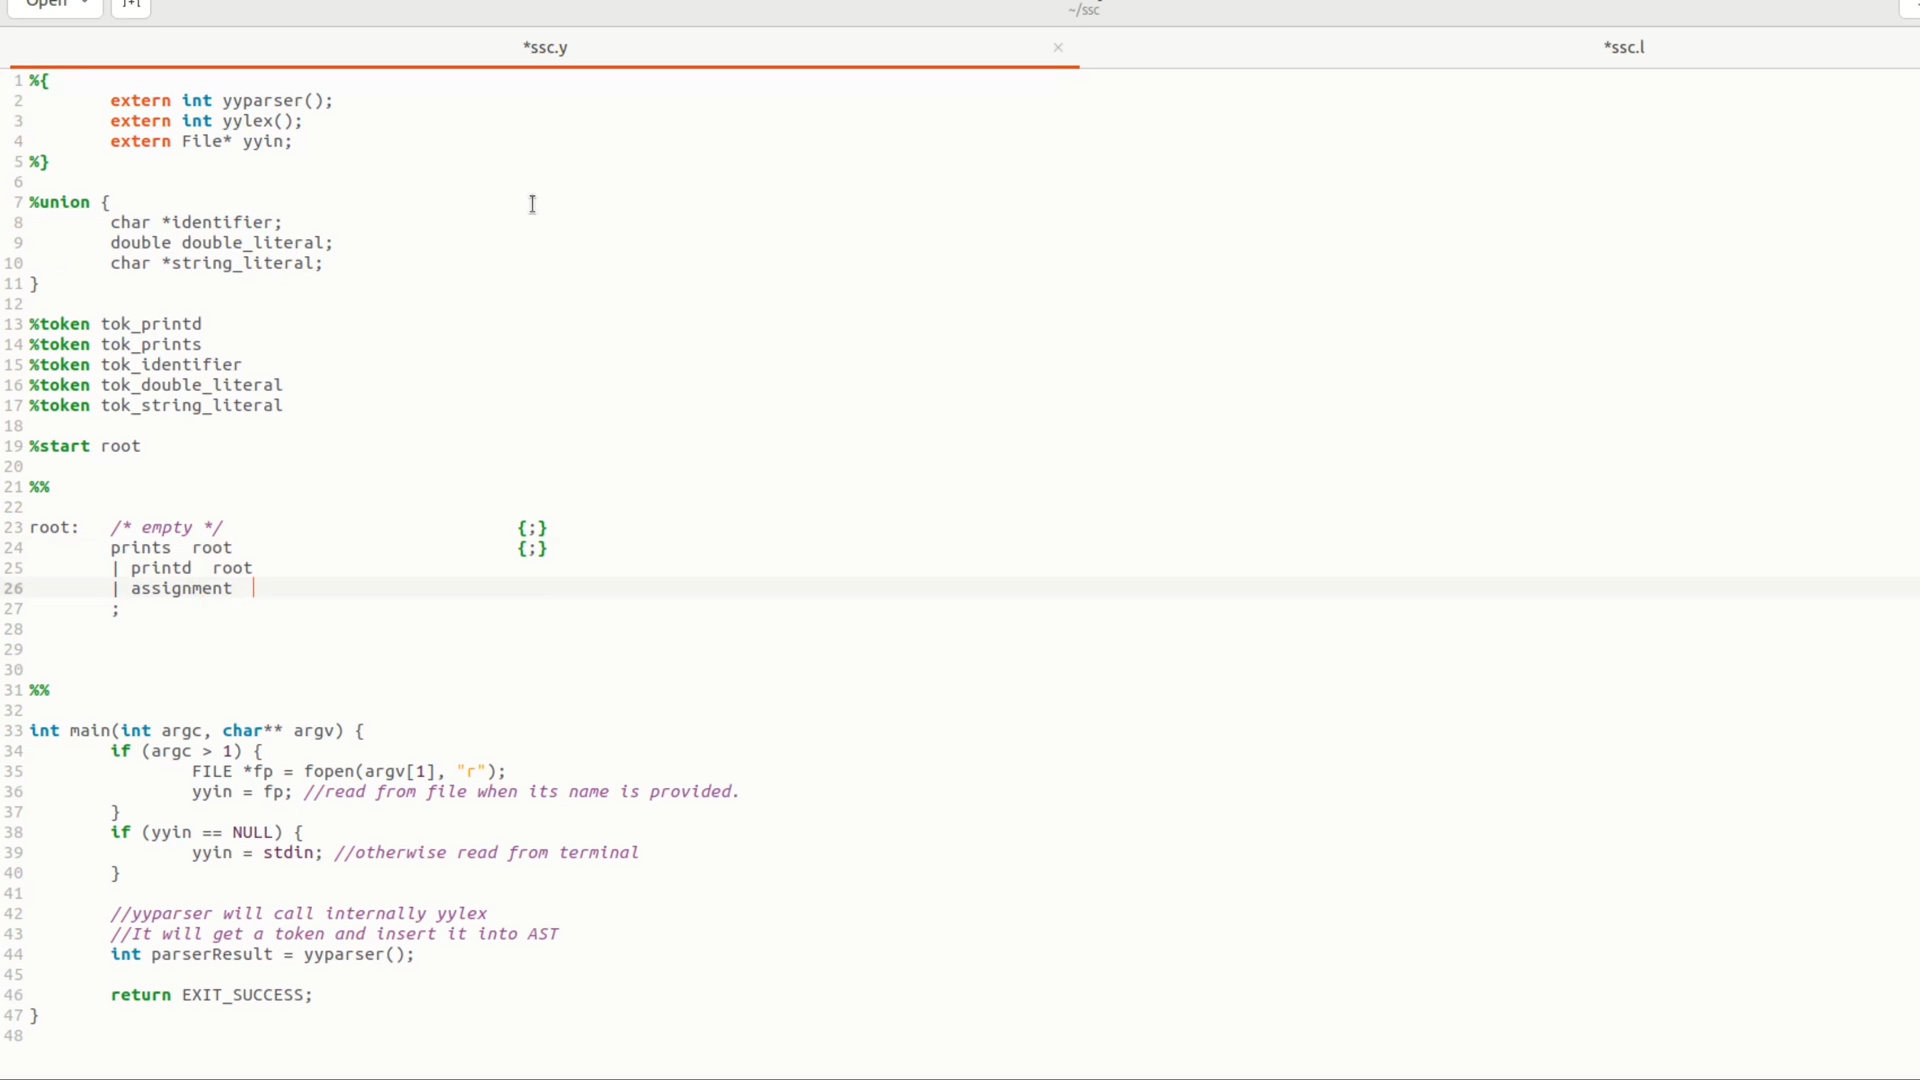 Open
~/ssc
*ssc.y
*ssc.l
1 %{
2 extern int yyparser();
3 extern int yylex();
4 extern File* yyin;
5 %}
6
7 %union {
8 char *identifier;
9 double double_literal;
10 char *string_literal;
11 }
12
13 %token tok_printd
14 %token tok_prints
15 %token tok_identifier
16 %token tok_double_literal
17 %token tok_string_literal
18
19 %start root
20
21 %%
22
23 root: /* empty */ {;}
24 prints root {;}
25 | printd root
26 | assignment
27 ;
28
29
30
31 %%
32
33 int main(int argc, char** argv) {
34 if (argc > 1) {
35 FILE *fp = fopen(argv[1], "r");
36 yyin = fp; //read from file when its name is provided.
37 }
38 if (yyin == NULL) {
39 yyin = stdin; //otherwise read from terminal
40 }
41
42 //yyparser will call internally yylex
43 //It will get a token and insert it into AST
44 int parserResult = yyparser();
45
46 return EXIT_SUCCESS;
47 }
48